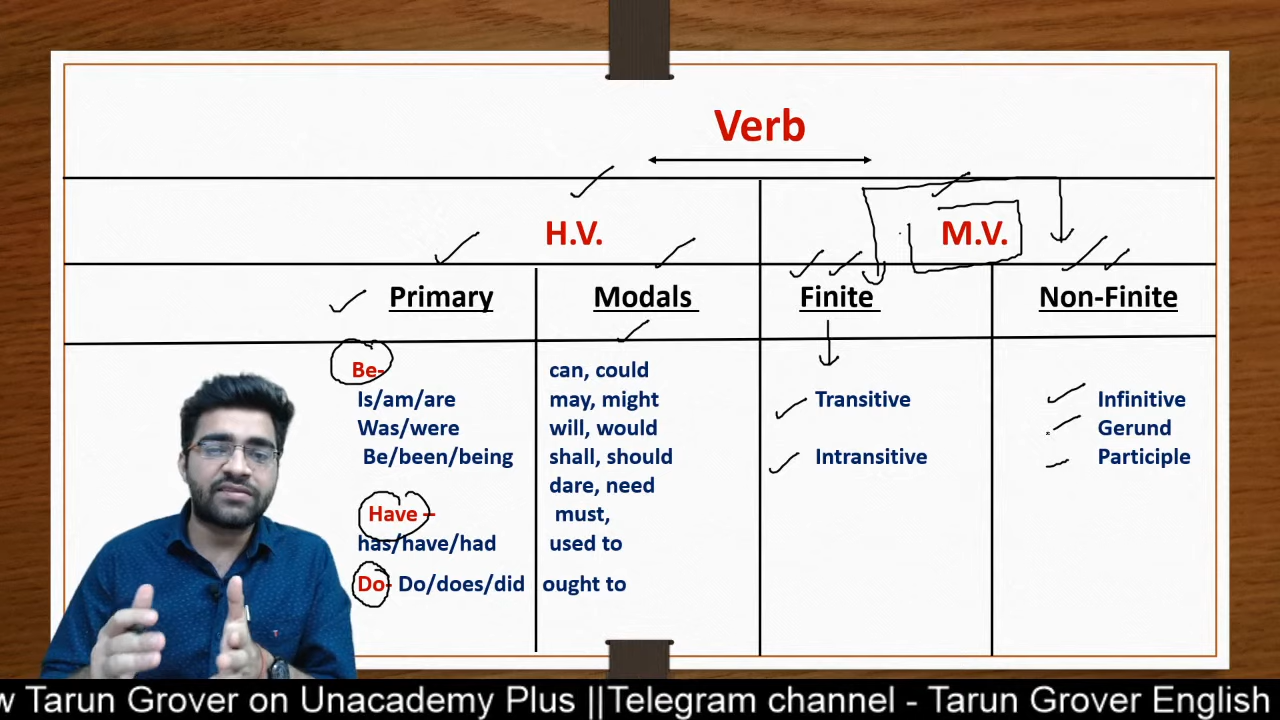 Verb
H.V.
M.V.
Primary
Modals
Finite
Non-Finite
Be-
Is/am/are
Was/were
Be/been/being
Have –
has/have/had
Do- Do/does/did
can, could
may, might
will, would
shall, should
dare, need
must,
used to
ought to
Transitive
Intransitive
Infinitive
Gerund
Participle
w Tarun Grover on Unacademy Plus ||Telegram channel - Tarun Grover English